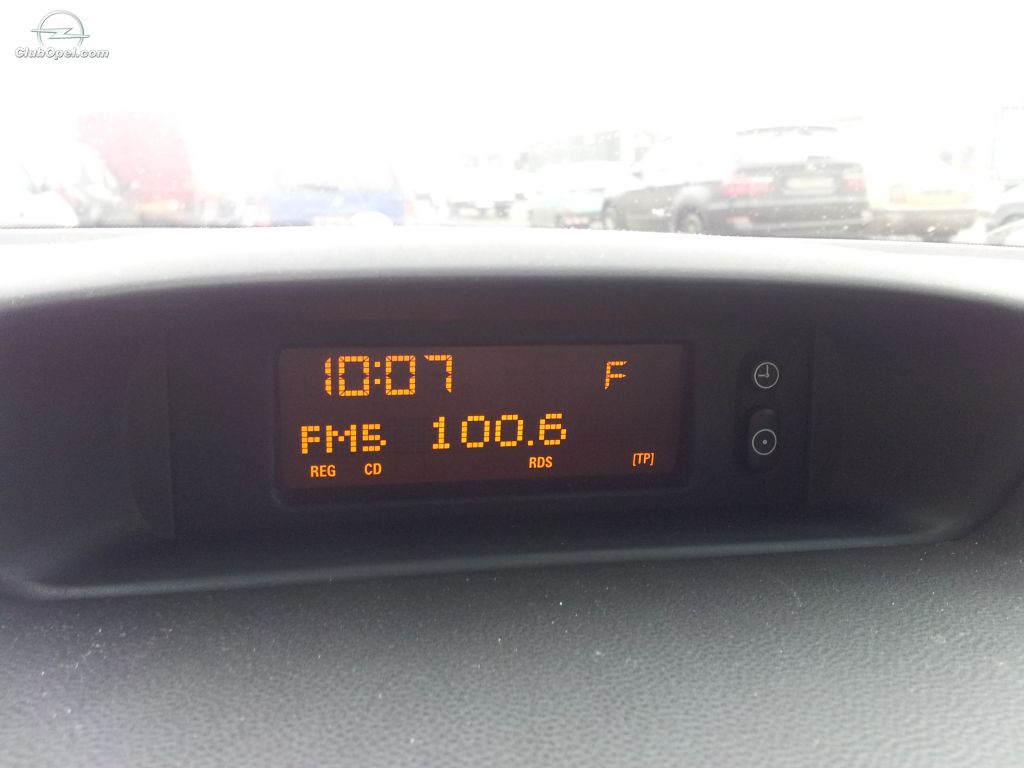 ClubOpel.com
10:07 F
FM5 100.6
REG CD RDS [TP]